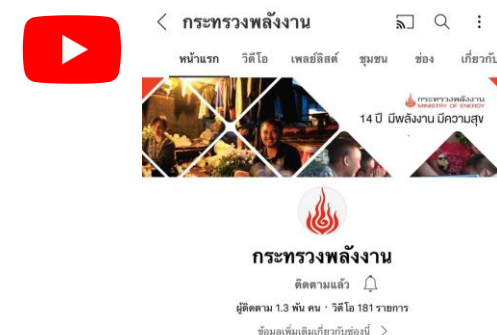 กระทรวงพลังงาน
หน้าแรก วิดีโอ เพลย์ลิสต์ ชุมชน ช่อง เกี่ยวกับ
กระทรวงพลังงาน
MINISTRY OF ENERGY
14 ปี มีพลังงาน มีความสุข
กระทรวงพลังงาน
ติดตามแล้ว
ผู้ติดตาม 1.3 พัน คน · วิดีโอ 181 รายการ
ข้อมูลเพิ่มเติมเกี่ยวกับช่องนี้ >